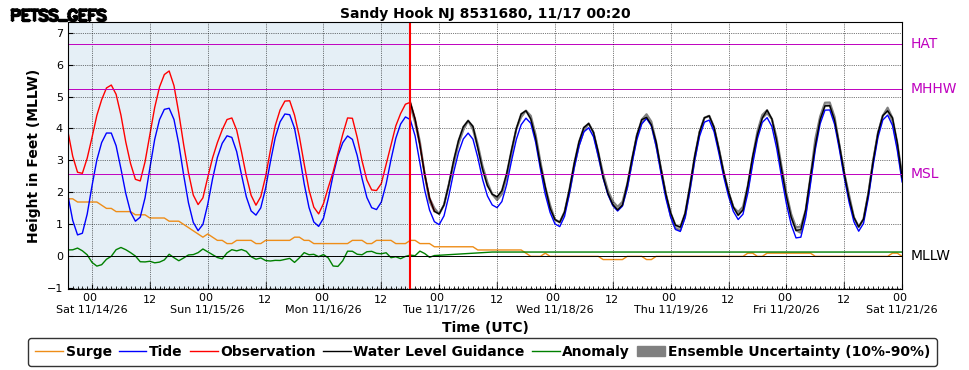 PETSS_GEFS
Sandy Hook NJ 8531680, 11/17 00:20
Height in Feet (MLLW)
7
6
5
4
3
2
1
0
−1
HAT
MHHW
MSL
MLLW
00 12 00 12 00 12 00 12 00 12 00 12 00 12 00
Sat 11/14/26 Sun 11/15/26 Mon 11/16/26 Tue 11/17/26 Wed 11/18/26 Thu 11/19/26 Fri 11/20/26 Sat 11/21/26
Time (UTC)
Surge Tide Observation Water Level Guidance Anomaly Ensemble Uncertainty (10%-90%)